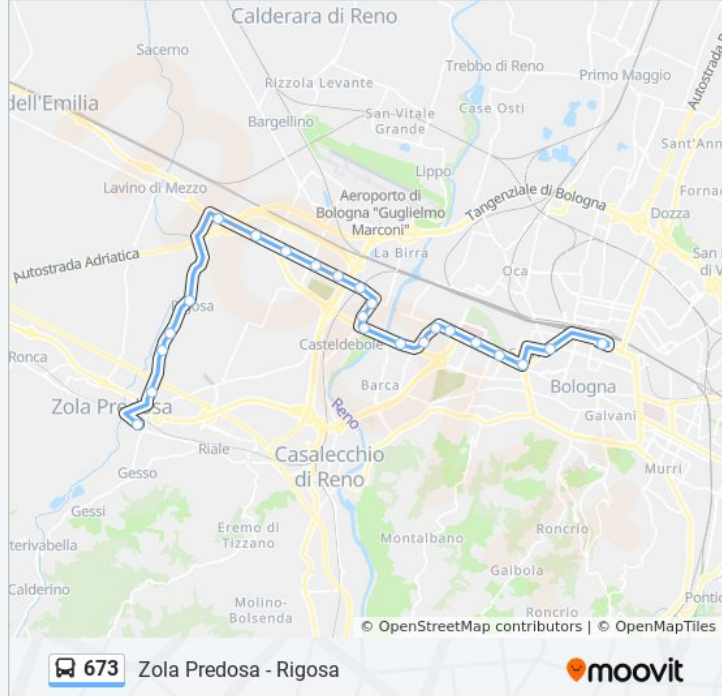 Calderara di Reno
Sacerno
Trebbo di Reno
Primo Maggio
Rizzola Levante
Autostrada B
dell'Emilia
San Vitale
Grande
Case Osti
Bargellino
Sant'Ann
Lippo
Lavino di Mezzo
Aeroporto di
Bologna "Guglielmo
Marconi"
Tangenziale di Bologna
Fornac
Dozza
La Birra
San
di V
Autostrada Adriatica
Oca
Rigosa
Casteldebole
Ronca
Barca
Bologna
Zola Predosa
Galvani
Reno
Riale
Casalecchio
di Reno
Murri
Gesso
Gessi
Eremo di
Tizzano
Montalbano
Roncrio
terivabella
Gaibola
Calderino
Molino-
Bolsenda
Roncrio
Pontic
© OpenStreetMap contributors | © OpenMapTiles
673 Zola Predosa - Rigosa
moovit